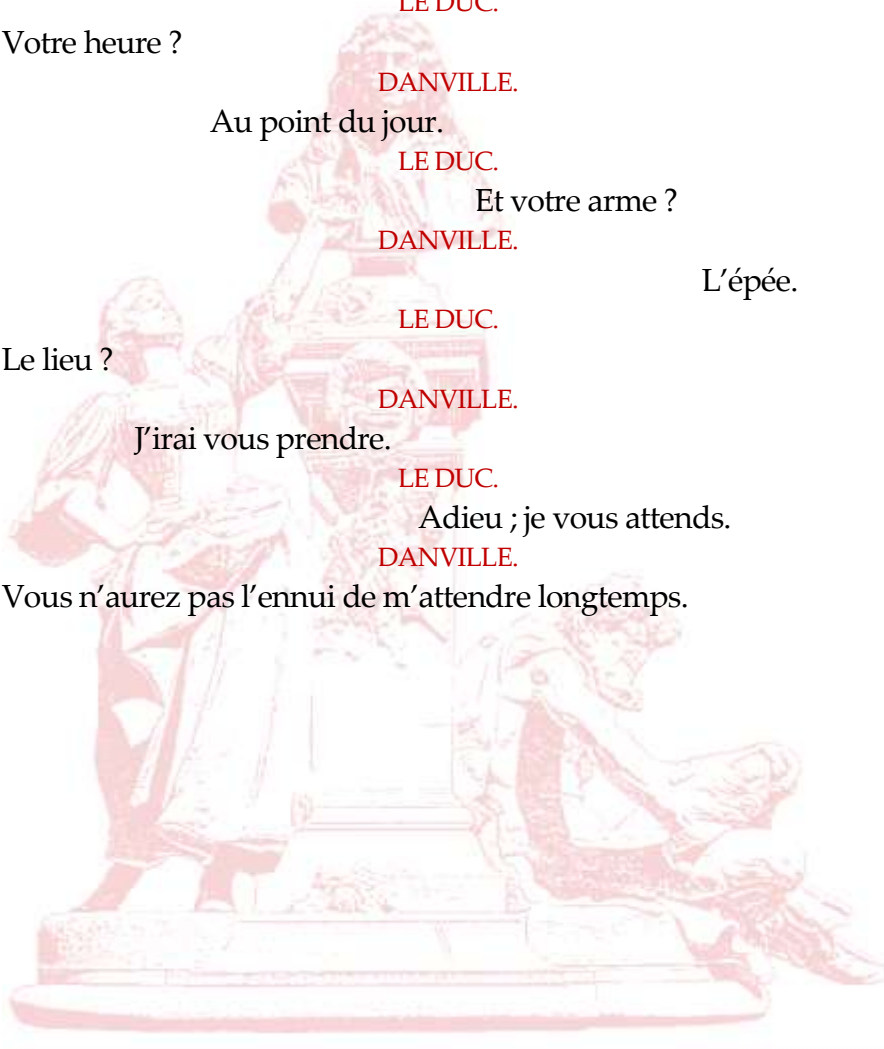 LE DUC.
Votre heure ?
DANVILLE.
Au point du jour.
LE DUC.
Et votre arme ?
DANVILLE.
L’épée.
LE DUC.
Le lieu ?
DANVILLE.
J’irai vous prendre.
LE DUC.
Adieu ; je vous attends.
DANVILLE.
Vous n’aurez pas l’ennui de m’attendre longtemps.